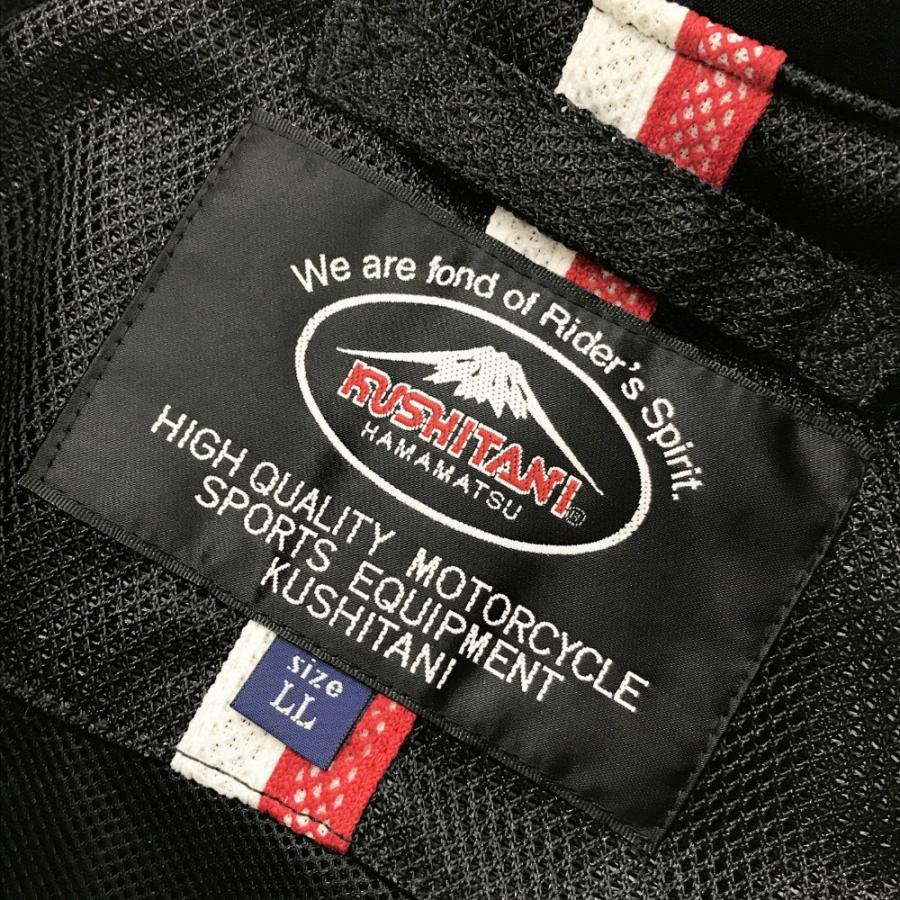 We are fond of Rider's Spirit.
KUSHITANI®
HAMAMATSU
HIGH QUALITY MOTORCYCLE
SPORTS EQUIPMENT
KUSHITANI
size
LL